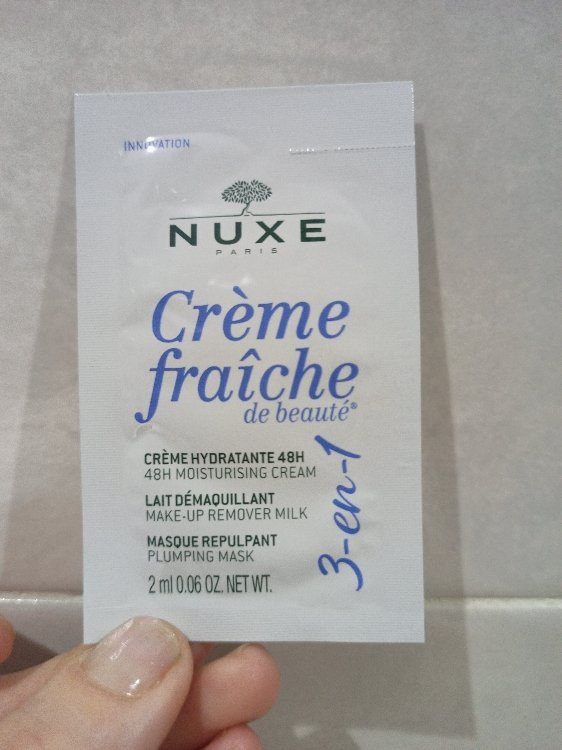 INNOVATION
NUXE
PARIS
Crème
fraîche
de beauté®
CRÈME HYDRATANTE 48H
48H MOISTURISING CREAM
LAIT DÉMAQUILLANT
MAKE-UP REMOVER MILK
MASQUE REPULPANT
PLUMPING MASK
3-en-1
2 ml 0.06 OZ. NET WT.